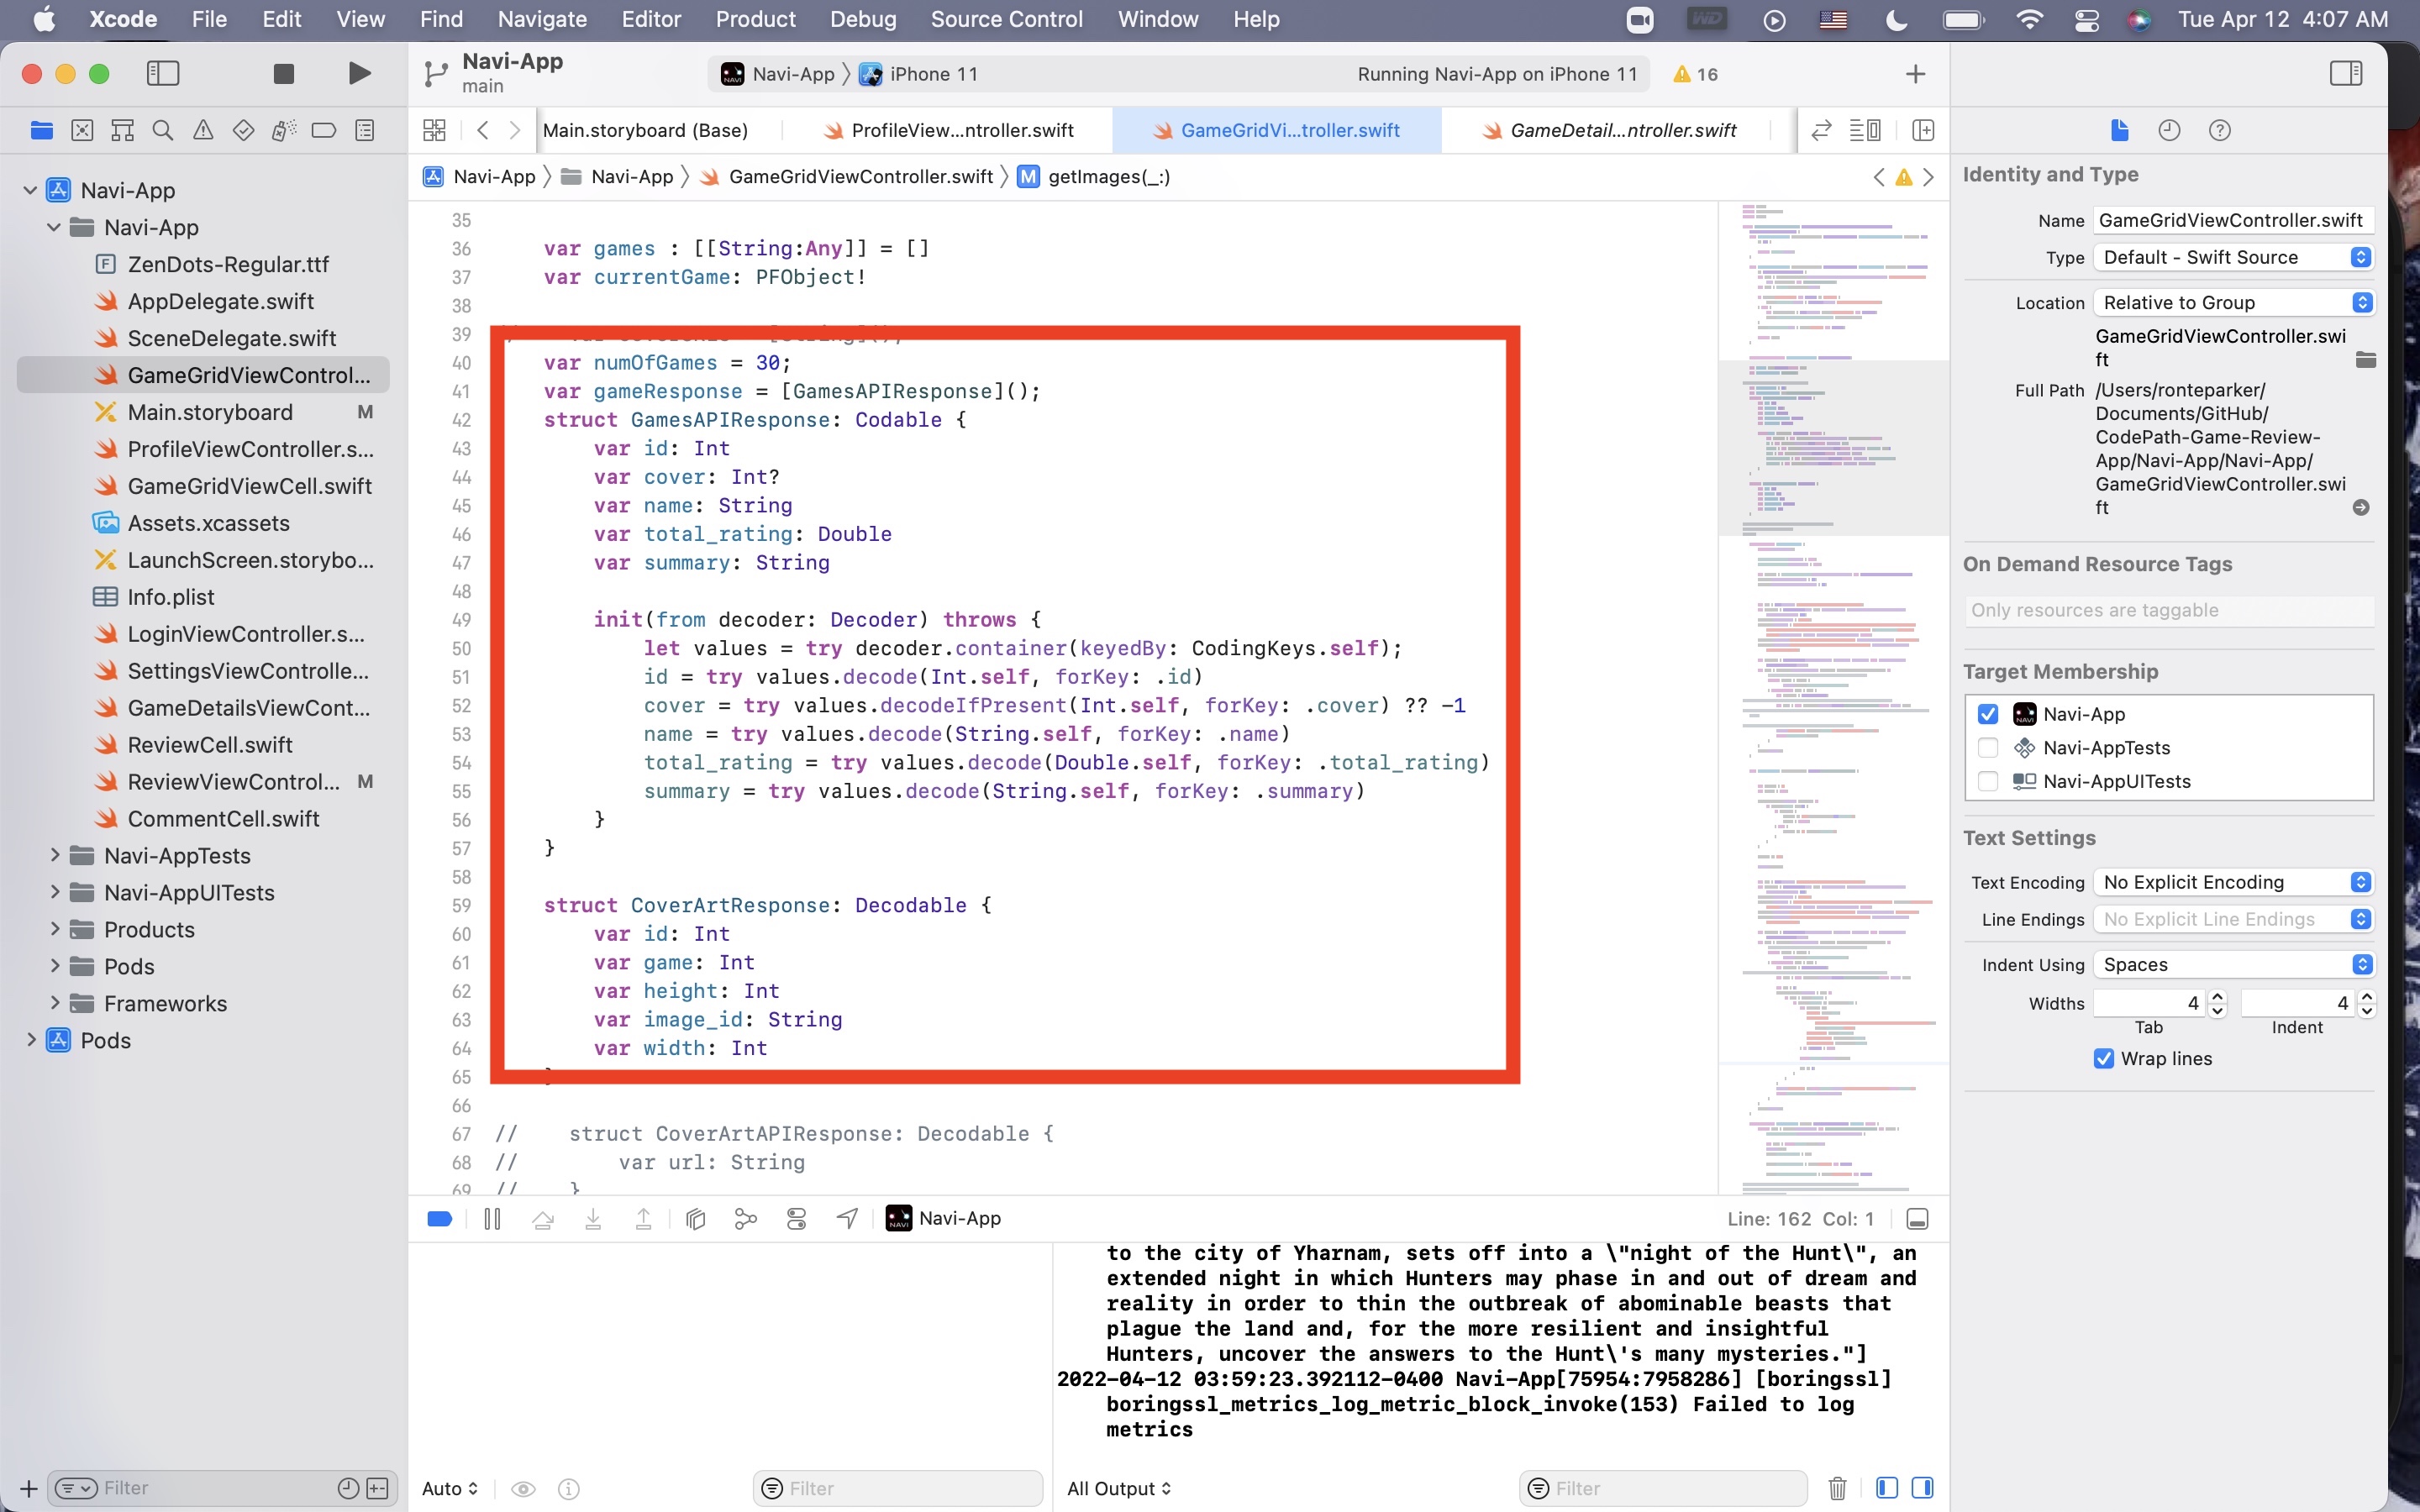 Xcode File Edit View Find Navigate Editor Product Debug Source Control Window Help WD Tue Apr 12 4:07 AM
Navi-App
main
Navi-App 〉 iPhone 11
Running Navi-App on iPhone 11
16
Main.storyboard (Base)
ProfileView...ntroller.swift
GameGridVi...troller.swift
GameDetail...ntroller.swift
Navi-App 〉 Navi-App 〉 GameGridViewController.swift 〉 M getImages(_:)
Navi-App
Navi-App
ZenDots-Regular.ttf
AppDelegate.swift
SceneDelegate.swift
GameGridViewControl...
Main.storyboard M
ProfileViewController.s...
GameGridViewCell.swift
Assets.xcassets
LaunchScreen.storybo...
Info.plist
LoginViewController.s...
SettingsViewControlle...
GameDetailsViewCont...
ReviewCell.swift
ReviewViewControl... M
CommentCell.swift
Navi-AppTests
Navi-AppUITests
Products
Pods
Frameworks
Pods
Filter
35
36 var games : [[String:Any]] = []
37 var currentGame: PFObject!
38
39
40 var numOfGames = 30;
41 var gameResponse = [GamesAPIResponse]();
42 struct GamesAPIResponse: Codable {
43 var id: Int
44 var cover: Int?
45 var name: String
46 var total_rating: Double
47 var summary: String
48
49 init(from decoder: Decoder) throws {
50 let values = try decoder.container(keyedBy: CodingKeys.self);
51 id = try values.decode(Int.self, forKey: .id)
52 cover = try values.decodeIfPresent(Int.self, forKey: .cover) ?? -1
53 name = try values.decode(String.self, forKey: .name)
54 total_rating = try values.decode(Double.self, forKey: .total_rating)
55 summary = try values.decode(String.self, forKey: .summary)
56 }
57 }
58
59 struct CoverArtResponse: Decodable {
60 var id: Int
61 var game: Int
62 var height: Int
63 var image_id: String
64 var width: Int
65 }
66
67 // struct CoverArtAPIResponse: Decodable {
68 // var url: String
69 // }
Navi-App
Line: 162 Col: 1
to the city of Yharnam, sets off into a \"night of the Hunt\", an
extended night in which Hunters may phase in and out of dream and
reality in order to thin the outbreak of abominable beasts that
plague the land and, for the more resilient and insightful
Hunters, uncover the answers to the Hunt\'s many mysteries."]
2022-04-12 03:59:23.392112-0400 Navi-App[75954:7958286] [boringssl]
boringssl_metrics_log_metric_block_invoke(153) Failed to log
metrics
Auto
Filter
All Output
Filter
Identity and Type
Name GameGridViewController.swift
Type Default - Swift Source
Location Relative to Group
GameGridViewController.swi
ft
Full Path /Users/ronteparker/
Documents/GitHub/
CodePath-Game-Review-
App/Navi-App/Navi-App/
GameGridViewController.swi
ft
On Demand Resource Tags
Only resources are taggable
Target Membership
Navi-App
Navi-AppTests
Navi-AppUITests
Text Settings
Text Encoding No Explicit Encoding
Line Endings No Explicit Line Endings
Indent Using Spaces
Widths 4 4
Tab Indent
Wrap lines